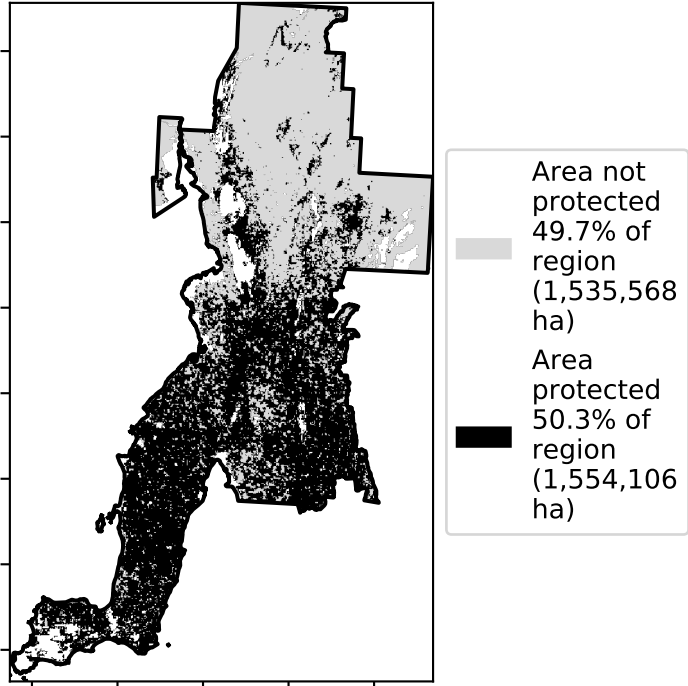 Area not
protected
49.7% of
region
(1,535,568
ha)
Area
protected
50.3% of
region
(1,554,106
ha)